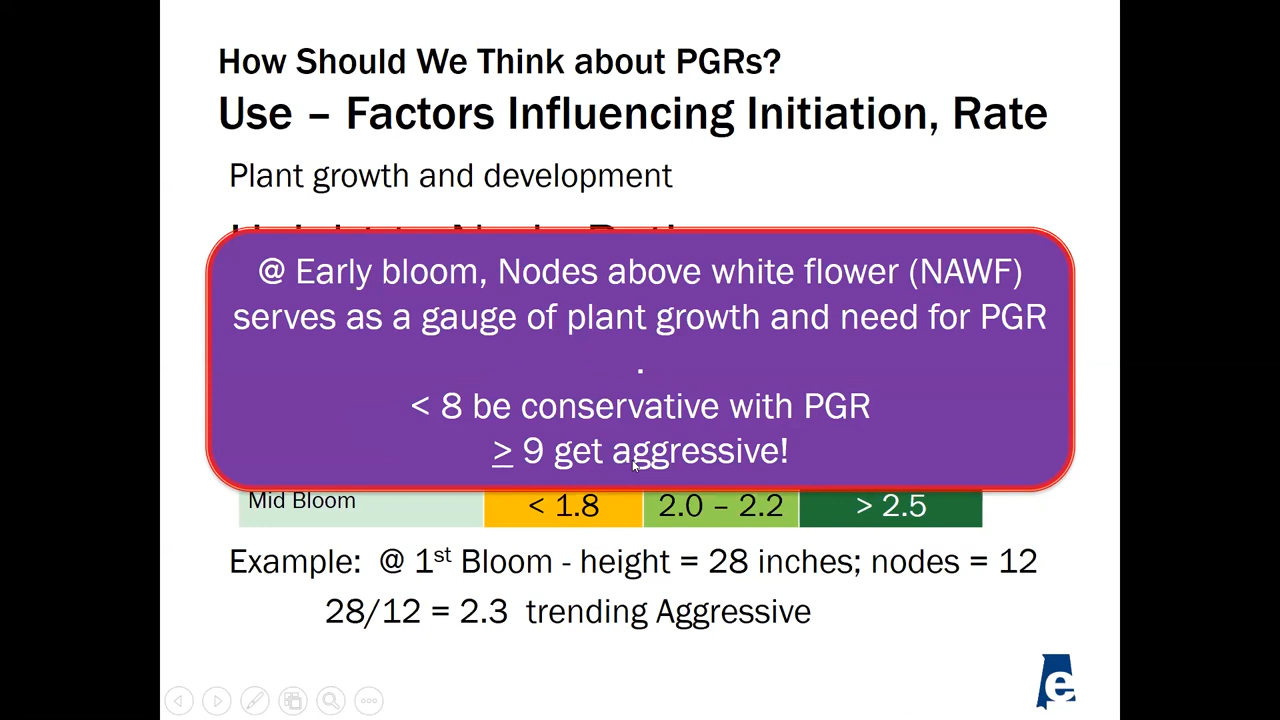 How Should We Think about PGRs?
Use – Factors Influencing Initiation, Rate
Plant growth and development
@ Early bloom, Nodes above white flower (NAWF)
serves as a gauge of plant growth and need for PGR
.
< 8 be conservative with PGR
≥ 9 get aggressive!
Mid Bloom < 1.8 2.0 – 2.2 > 2.5
Example: @ 1st Bloom - height = 28 inches; nodes = 12
28/12 = 2.3 trending Aggressive
e